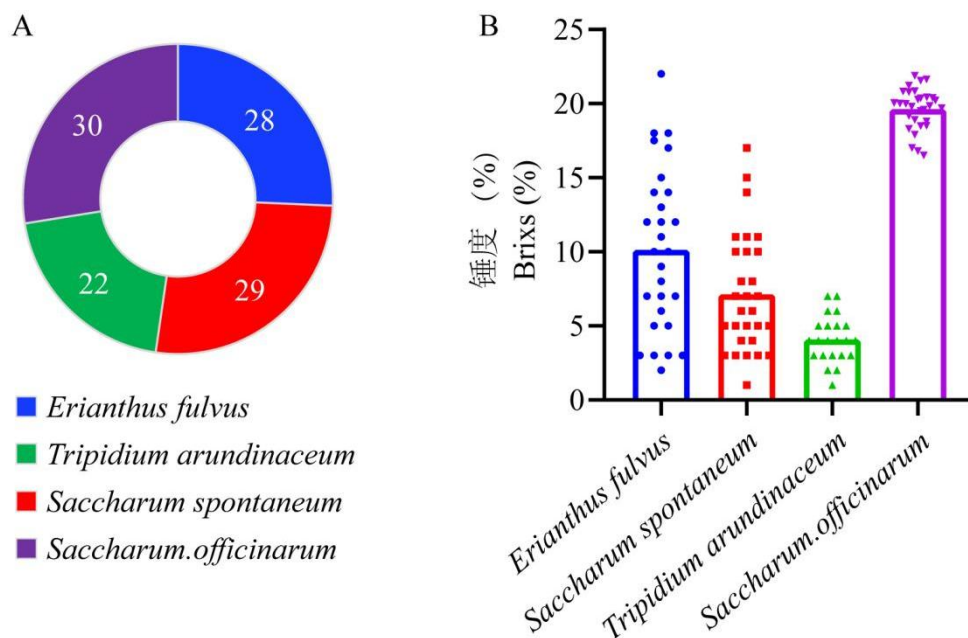 A
30
28
22
29
Erianthus fulvus
Tripidium arundinaceum
Saccharum spontaneum
Saccharum.officinarum
B
锤度 (%)
Brixs (%)
25
20
15
10
5
0
Erianthus fulvus
Saccharum spontaneum
Tripidium arundinaceum
Saccharum.officinarum